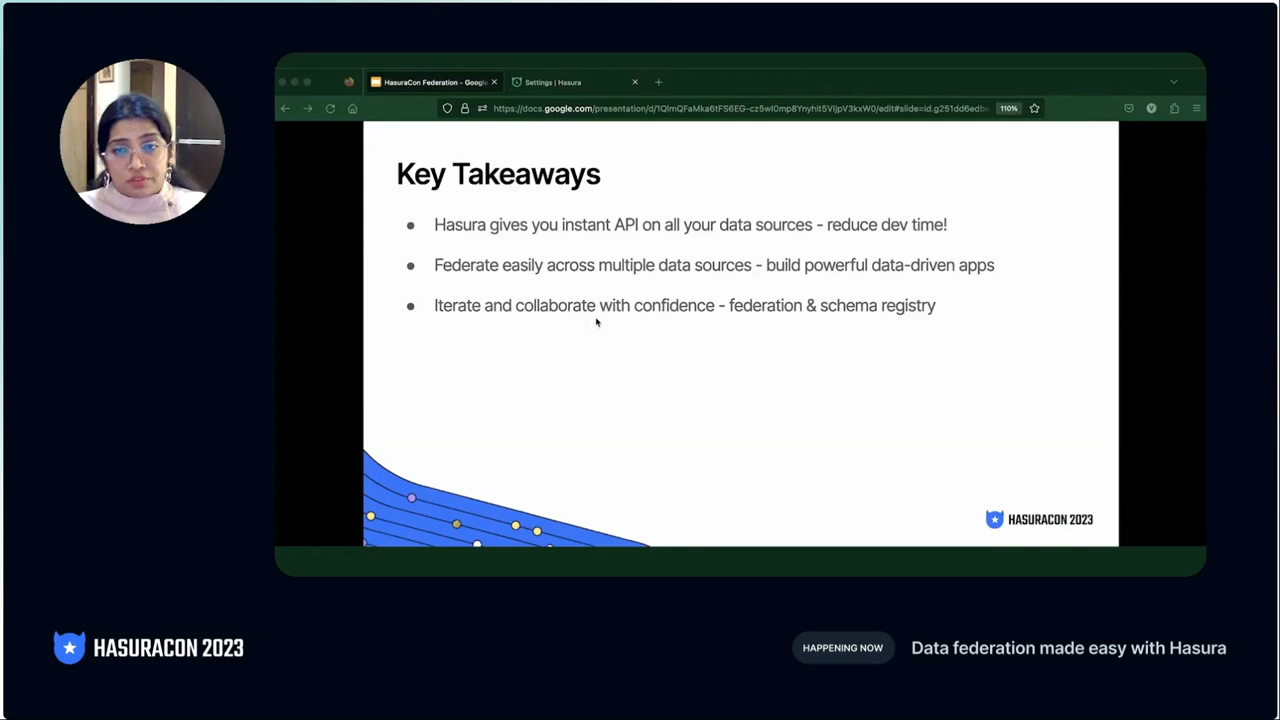 HasuraCon Federation - Google
Settings | Hasura
110%
Key Takeaways
Hasura gives you instant API on all your data sources - reduce dev time!
Federate easily across multiple data sources - build powerful data-driven apps
Iterate and collaborate with confidence - federation & schema registry
HASURACON 2023
HASURACON 2023
HAPPENING NOW
Data federation made easy with Hasura